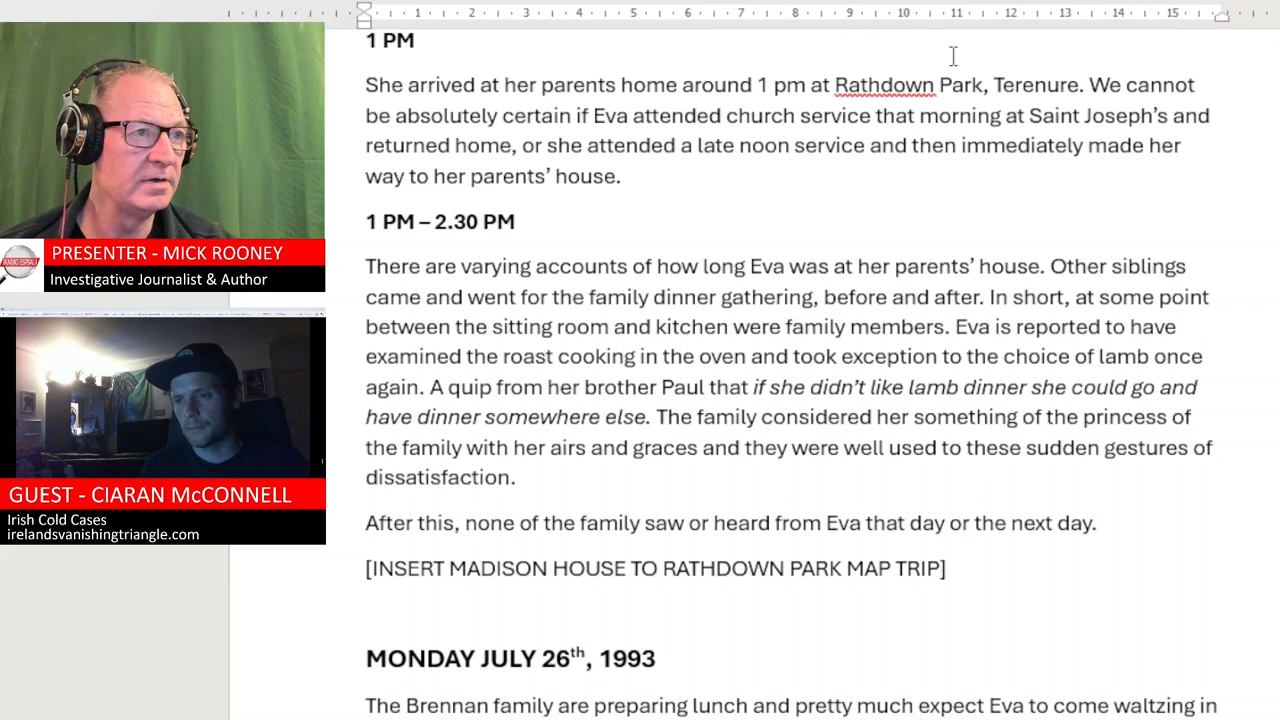 1 2 3 4 5 6 7 8 9 10 11 12 13 14 15
1 PM
She arrived at her parents home around 1 pm at Rathdown Park, Terenure. We cannot
be absolutely certain if Eva attended church service that morning at Saint Joseph’s and
returned home, or she attended a late noon service and then immediately made her
way to her parents’ house.
1 PM – 2.30 PM
There are varying accounts of how long Eva was at her parents’ house. Other siblings
came and went for the family dinner gathering, before and after. In short, at some point
between the sitting room and kitchen were family members. Eva is reported to have
examined the roast cooking in the oven and took exception to the choice of lamb once
again. A quip from her brother Paul that if she didn’t like lamb dinner she could go and
have dinner somewhere else. The family considered her something of the princess of
the family with her airs and graces and they were well used to these sudden gestures of
dissatisfaction.
After this, none of the family saw or heard from Eva that day or the next day.
[INSERT MADISON HOUSE TO RATHDOWN PARK MAP TRIP]
MONDAY JULY 26th, 1993
The Brennan family are preparing lunch and pretty much expect Eva to come waltzing in
PRESENTER - MICK ROONEY
Investigative Journalist & Author
GUEST - CIARAN McCONNELL
Irish Cold Cases
irelandsvanishingtriangle.com